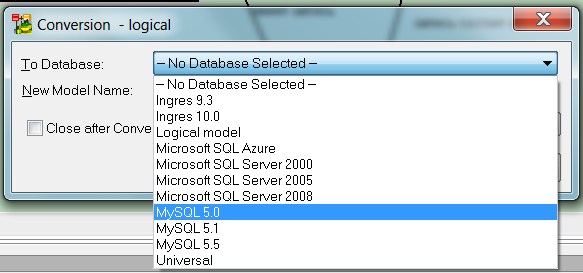 Conversion - logical
To Database:
-- No Database Selected --
New Model Name:
-- No Database Selected --
Ingres 9.3
Ingres 10.0
Close after Conve
Logical model
Microsoft SQL Azure
Microsoft SQL Server 2000
Microsoft SQL Server 2005
Microsoft SQL Server 2008
MySQL 5.0
MySQL 5.1
MySQL 5.5
Universal